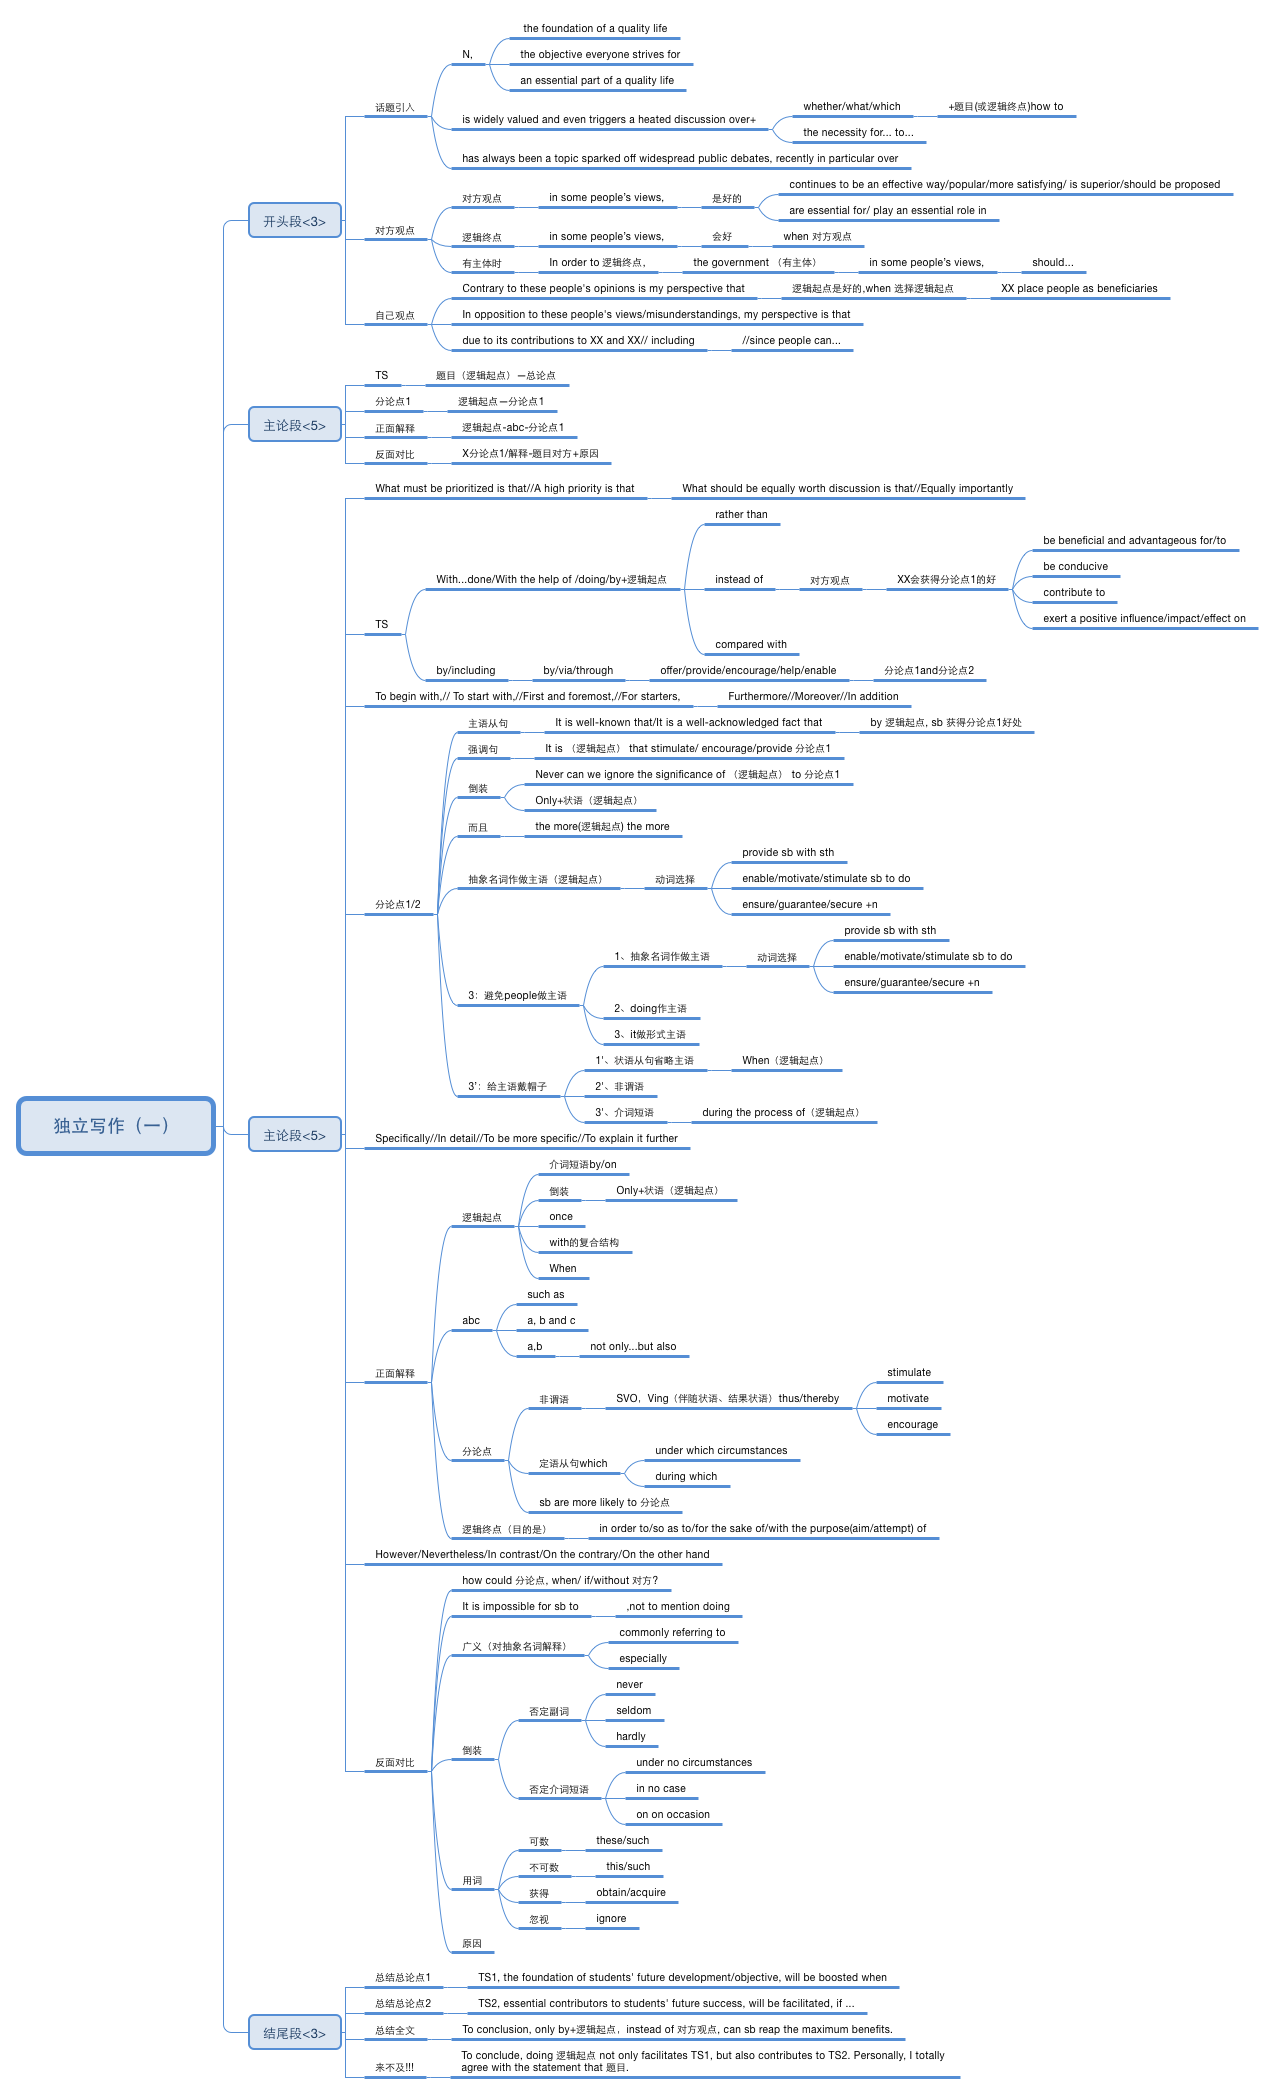 独立写作（一）
开头段<3>
话题引入
N,
the foundation of a quality life
the objective everyone strives for
an essential part of a quality life
is widely valued and even triggers a heated discussion over+
whether/what/which
+题目(或逻辑终点)how to
the necessity for... to...
has always been a topic sparked off widespread public debates, recently in particular over
对方观点
对方观点
in some people's views,
是好的
continues to be an effective way/popular/more satisfying/ is superior/should be proposed
are essential for/ play an essential role in
逻辑终点
in some people's views,
会好
when 对方观点
有主体时
In order to 逻辑终点,
the government （有主体）
in some people's views,
should...
自己观点
Contrary to these people's opinions is my perspective that
逻辑起点是好的,when 选择逻辑起点
XX place people as beneficiaries
In opposition to these people's views/misunderstandings, my perspective is that
due to its contributions to XX and XX// including
//since people can...
主论段<5>
TS
题目（逻辑起点）—总论点
分论点1
逻辑起点—分论点1
正面解释
逻辑起点-abc-分论点1
反面对比
X分论点1/解释-题目对方+原因
主论段<5>
What must be prioritized is that//A high priority is that
What should be equally worth discussion is that//Equally importantly
TS
With...done/With the help of /doing/by+逻辑起点
rather than
instead of
对方观点
XX会获得分论点1的好
be beneficial and advantageous for/to
be conducive
contribute to
exert a positive influence/impact/effect on
compared with
by/including
by/via/through
offer/provide/encourage/help/enable
分论点1and分论点2
To begin with,// To start with,//First and foremost,//For starters,
Furthermore//Moreover//In addition
分论点1/2
主语从句
It is well-known that/It is a well-acknowledged fact that
by 逻辑起点, sb 获得分论点1好处
强调句
It is （逻辑起点） that stimulate/ encourage/provide 分论点1
倒装
Never can we ignore the significance of （逻辑起点） to 分论点1
Only+状语（逻辑起点）
而且
the more(逻辑起点) the more
抽象名词作做主语（逻辑起点）
动词选择
provide sb with sth
enable/motivate/stimulate sb to do
ensure/guarantee/secure +n
3：避免people做主语
1、抽象名词作做主语
动词选择
provide sb with sth
enable/motivate/stimulate sb to do
ensure/guarantee/secure +n
2、doing作主语
3、it做形式主语
3'：给主语戴帽子
1'、状语从句省略主语
When（逻辑起点）
2'、非谓语
3'、介词短语
during the process of（逻辑起点）
Specifically//In detail//To be more specific//To explain it further
正面解释
逻辑起点
介词短语by/on
倒装
Only+状语（逻辑起点）
once
with的复合结构
When
abc
such as
a, b and c
a,b
not only...but also
分论点
非谓语
SVO，Ving（伴随状语、结果状语）thus/thereby
stimulate
motivate
encourage
定语从句which
under which circumstances
during which
sb are more likely to 分论点
逻辑终点（目的是）
in order to/so as to/for the sake of/with the purpose(aim/attempt) of
However/Nevertheless/In contrast/On the contrary/On the other hand
反面对比
how could 分论点, when/ if/without 对方?
It is impossible for sb to
,not to mention doing
广义（对抽象名词解释）
commonly referring to
especially
倒装
否定副词
never
seldom
hardly
否定介词短语
under no circumstances
in no case
on on occasion
用词
可数
these/such
不可数
this/such
获得
obtain/acquire
忽视
ignore
原因
结尾段<3>
总结总论点1
TS1, the foundation of students' future development/objective, will be boosted when
总结总论点2
TS2, essential contributors to students' future success, will be facilitated, if ...
总结全文
To conclusion, only by+逻辑起点，instead of 对方观点, can sb reap the maximum benefits.
来不及!!!
To conclude, doing 逻辑起点 not only facilitates TS1, but also contributes to TS2. Personally, I totally
agree with the statement that 题目.